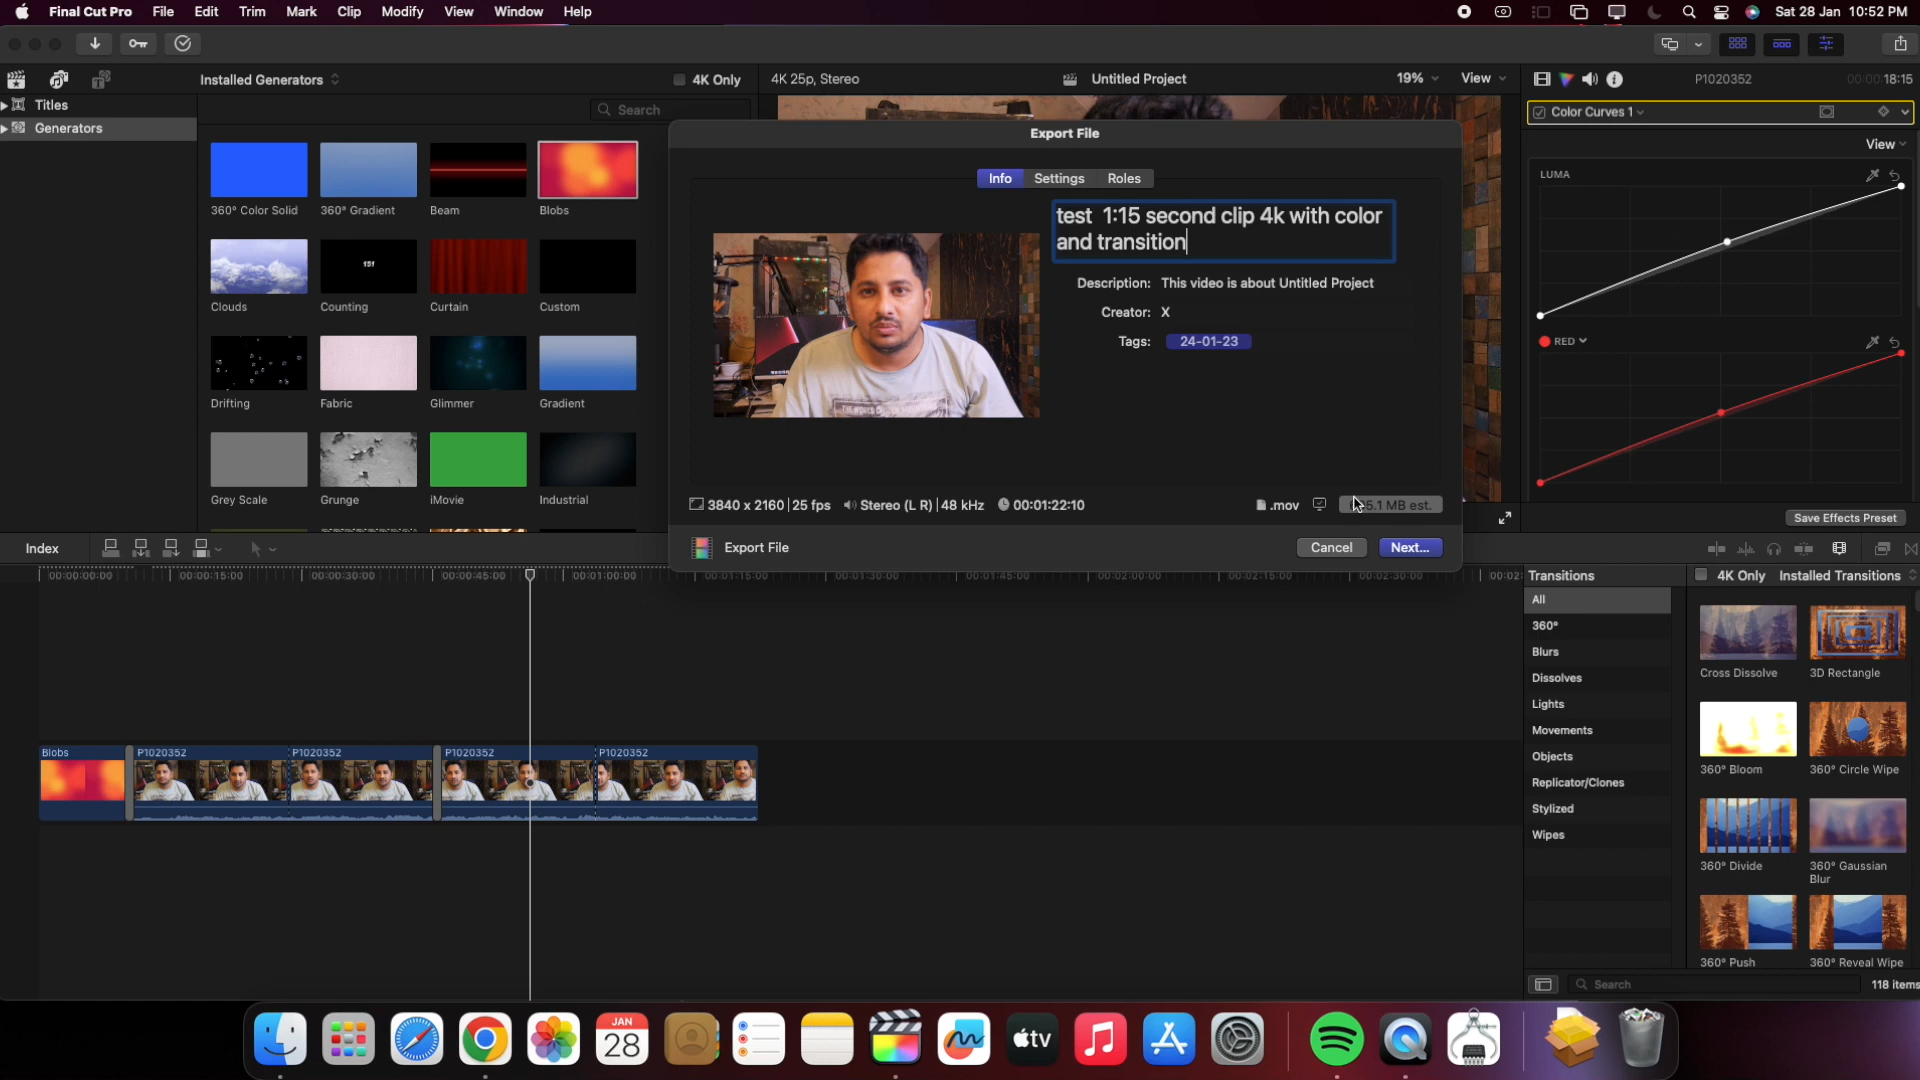 Final Cut Pro File Edit Trim Mark Clip Modify View Window Help
Sat 28 Jan 10:52 PM
Installed Generators
4K Only
4K 25p, Stereo
Untitled Project
19%
View
P1020352
00:00:18:15
Titles
Generators
Search
Color Curves 1
View
360° Color Solid
360° Gradient
Beam
Blobs
Clouds
Counting
Curtain
Custom
Drifting
Fabric
Glimmer
Gradient
Grey Scale
Grunge
iMovie
Industrial
Export File
Info Settings Roles
test 1:15 second clip 4k with color
and transition
Description: This video is about Untitled Project
Creator: X
Tags: 24-01-23
3840 x 2160 | 25 fps
Stereo (L R) | 48 kHz
00:01:22:10
.mov
5.1 MB est.
Export File
Cancel
Next...
LUMA
RED
Save Effects Preset
Index
00:00:00:00
00:00:15:00
00:00:30:00
00:00:45:00
00:01:00:00
00:01:15:00
00:01:30:00
00:01:45:00
00:02:00:00
00:02:15:00
00:02:30:00
00:02:
Blobs
P1020352
P1020352
P1020352
P1020352
Transitions
4K Only
Installed Transitions
All
360°
Blurs
Dissolves
Lights
Movements
Objects
Replicator/Clones
Stylized
Wipes
Cross Dissolve
3D Rectangle
360° Bloom
360° Circle Wipe
360° Divide
360° Gaussian
Blur
360° Push
360° Reveal Wipe
Search
118 items
JAN
28
tv